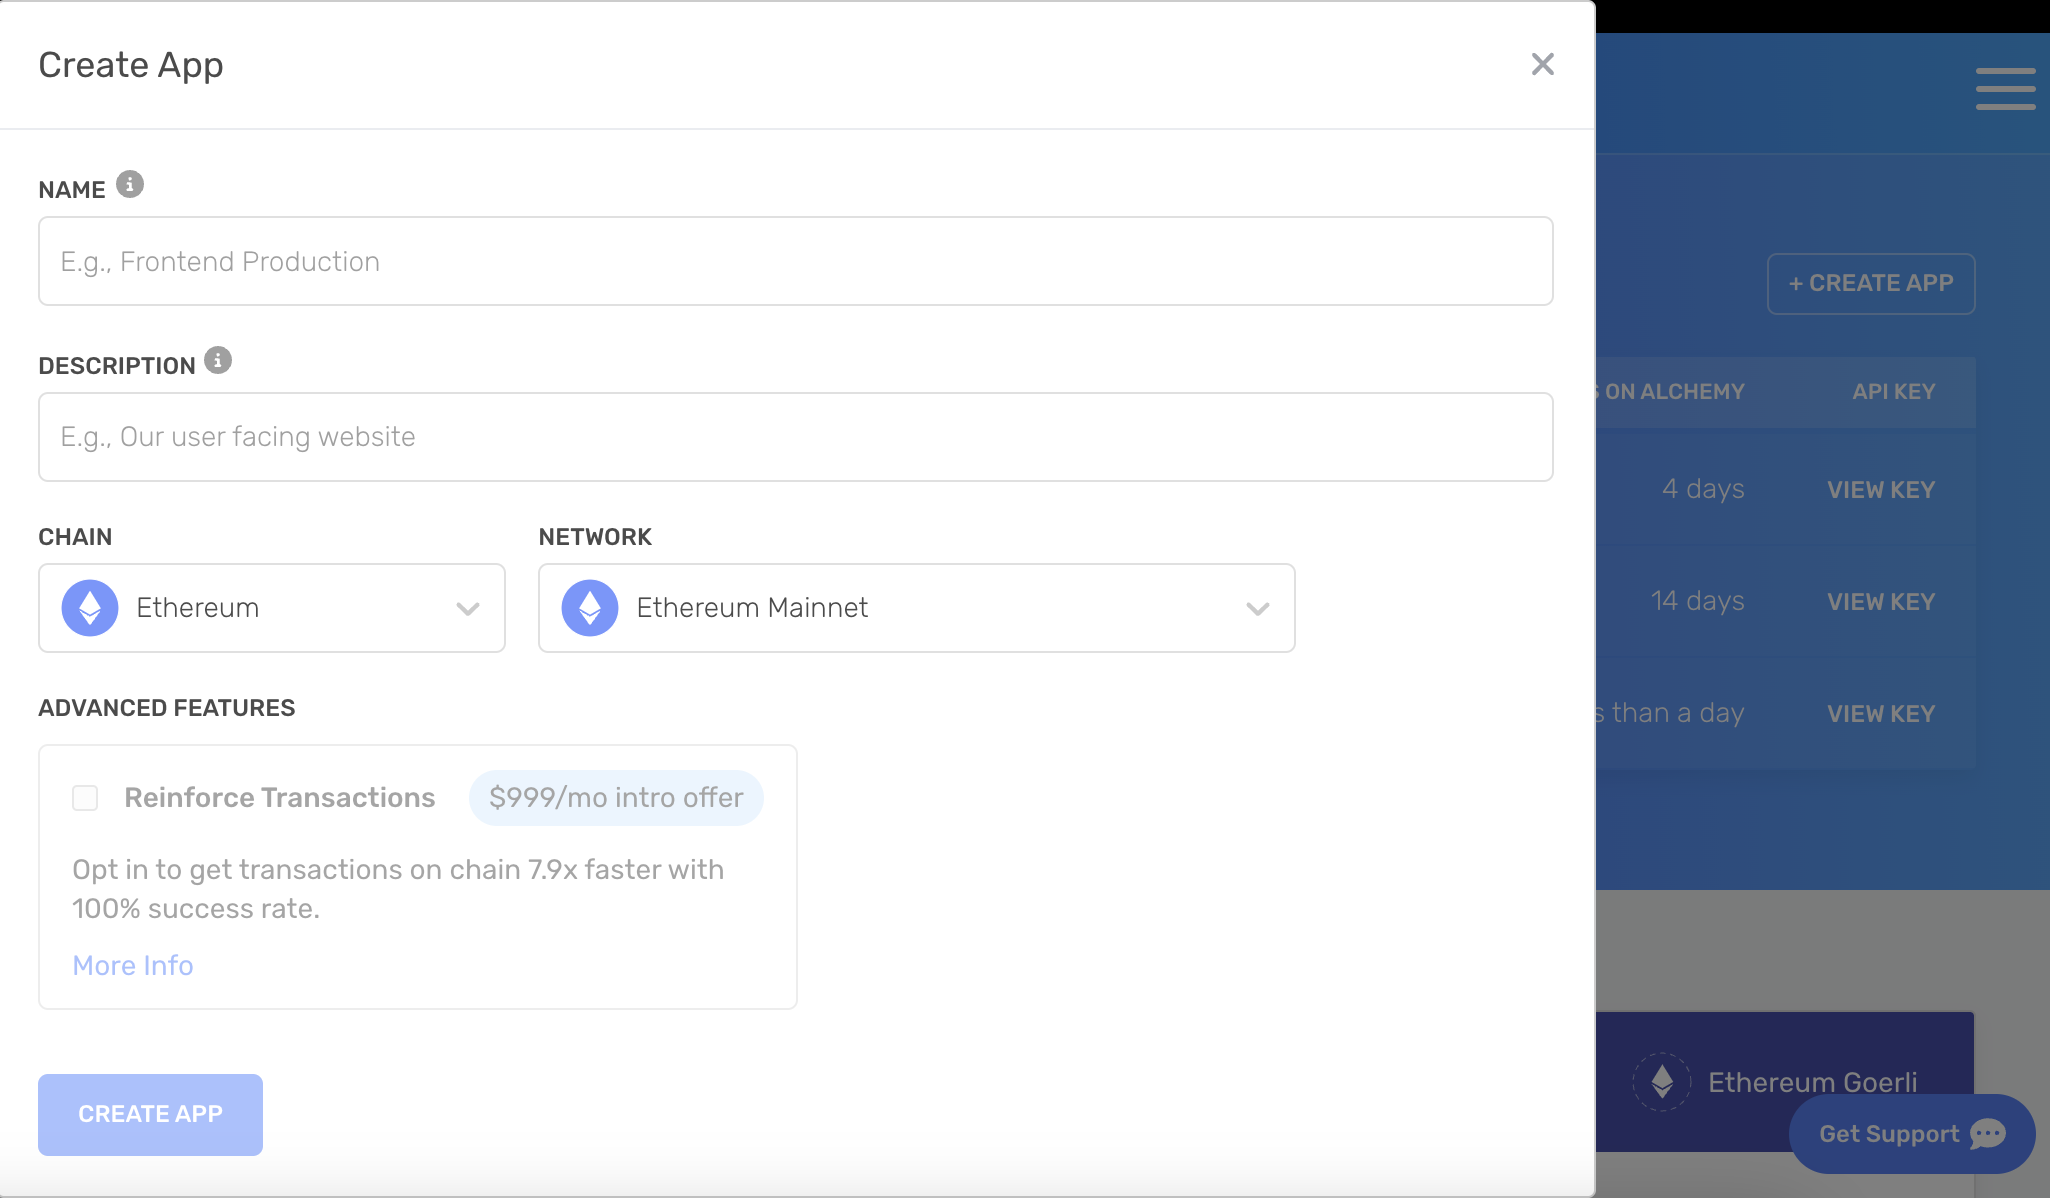 Create App
NAME
E.g., Frontend Production
DESCRIPTION
E.g., Our user facing website
CHAIN
NETWORK
Ethereum
Ethereum Mainnet
ADVANCED FEATURES
Reinforce Transactions
$999/mo intro offer
Opt in to get transactions on chain 7.9x faster with
100% success rate.
More Info
CREATE APP
+ CREATE APP
ON ALCHEMY
API KEY
4 days
VIEW KEY
14 days
VIEW KEY
than a day
VIEW KEY
Ethereum Goerli
Get Support